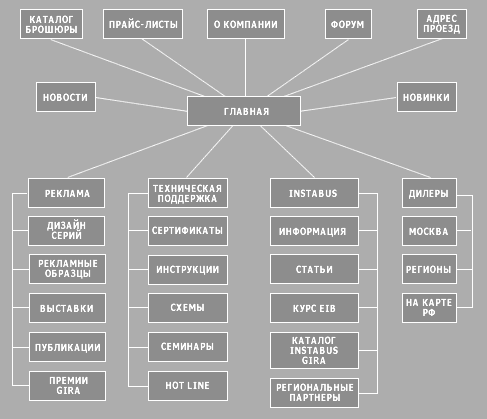 КАТАЛОГ
БРОШЮРЫ
ПРАЙС-ЛИСТЫ
О КОМПАНИИ
ФОРУМ
АДРЕС
ПРОЕЗД
НОВОСТИ
ГЛАВНАЯ
НОВИНКИ
РЕКЛАМА
ДИЗАЙН
СЕРИЙ
РЕКЛАМНЫЕ
ОБРАЗЦЫ
ВЫСТАВКИ
ПУБЛИКАЦИИ
ПРЕМИИ
GIRA
ТЕХНИЧЕСКАЯ
ПОДДЕРЖКА
СЕРТИФИКАТЫ
ИНСТРУКЦИИ
СХЕМЫ
СЕМИНАРЫ
HOT LINE
INSTABUS
ИНФОРМАЦИЯ
СТАТЬИ
КУРС EIB
КАТАЛОГ
INSTABUS
GIRA
РЕГИОНАЛЬНЫЕ
ПАРТНЕРЫ
ДИЛЕРЫ
МОСКВА
РЕГИОНЫ
НА КАРТЕ
РФ